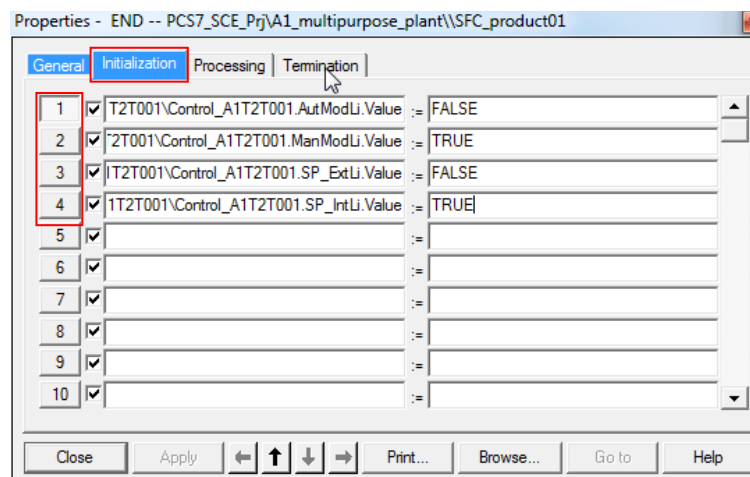 Properties - END -- PCS7_SCE_Prj\A1_multipurpose_plant\\SFC_product01
General Initialization Processing Termination
1 T2T001\Control_A1T2T001.AutModLi.Value := FALSE
2 2T001\Control_A1T2T001.ManModLi.Value := TRUE
3 T2T001\Control_A1T2T001.SP_ExtLi.Value := FALSE
4 1T2T001\Control_A1T2T001.SP_IntLi.Value := TRUE
5 :=
6 :=
7 :=
8 :=
9 :=
10 :=
Close Apply Print... Browse... Go to Help